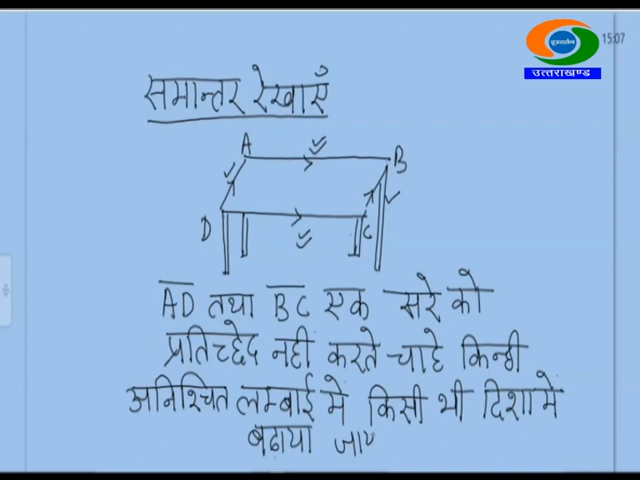 दूरदर्शन
उत्तराखण्ड
15:07
समान्तर रेखाएँ
A
B
D
C
AD तथा BC एक सरे को
प्रतिच्छेद नही करते चाहे किन्ही
अनिश्चित लम्बाई मे किसी भी दिशा मे
बढाया जाय